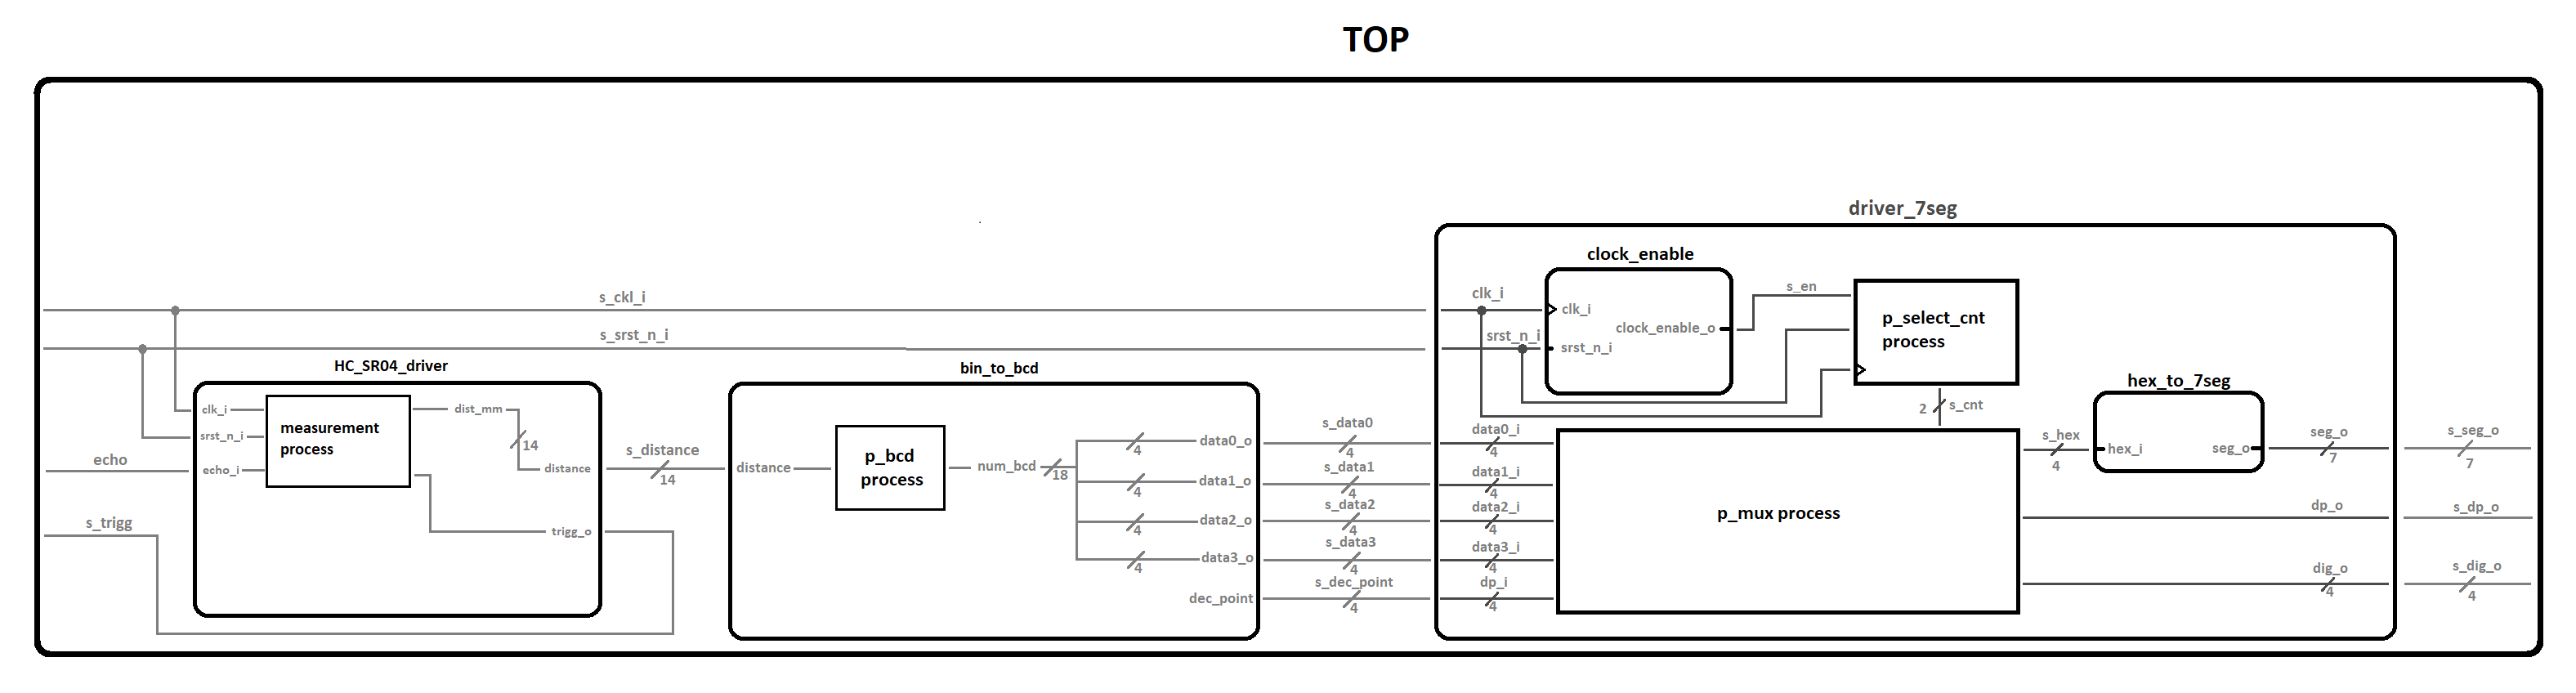 TOP
driver_7seg
clock_enable
s_ckl_i
clk_i
clk_i
s_en
clock_enable_o
p_select_cnt
process
s_srst_n_i
srst_n_i
srst_n_i
HC_SR04_driver
bin_to_bcd
hex_to_7seg
clk_i
measurement
process
dist_mm
srst_n_i
14
echo
echo_i
distance
s_distance
14
distance
p_bcd
process
num_bcd
18
4
data0_o
4
data1_o
4
data2_o
4
data3_o
dec_point
s_data0
4
s_data1
4
s_data2
4
s_data3
4
s_dec_point
4
data0_i
4
data1_i
4
data2_i
4
data3_i
4
dp_i
4
2
s_cnt
p_mux process
s_hex
4
hex_i
seg_o
seg_o
7
s_seg_o
7
dp_o
s_dp_o
dig_o
4
s_dig_o
4
s_trigg
trigg_o